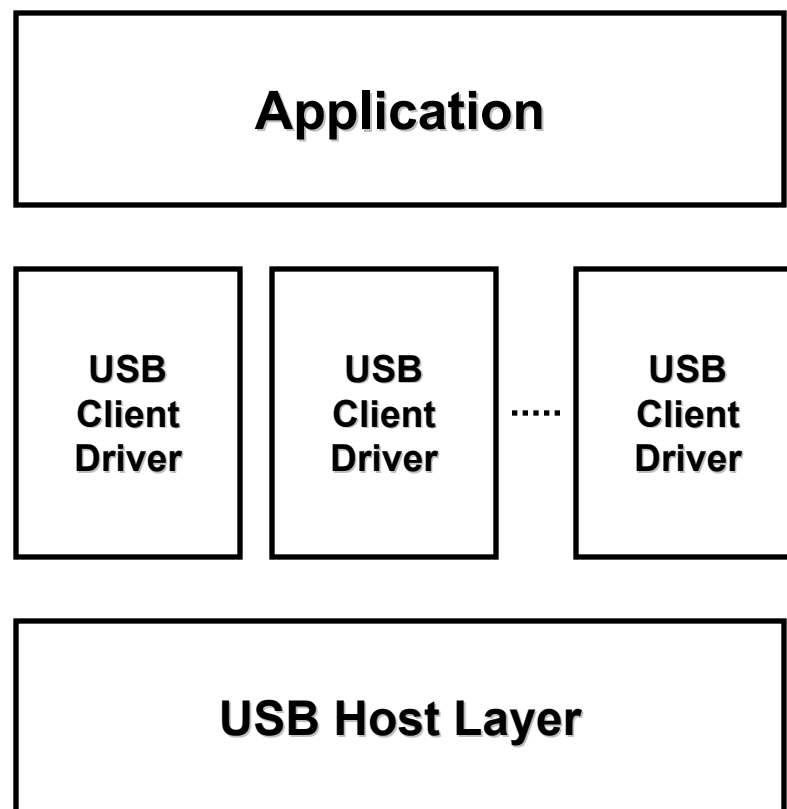 Application
USB
Client
Driver
USB
Client
Driver
.....
USB
Client
Driver
USB Host Layer